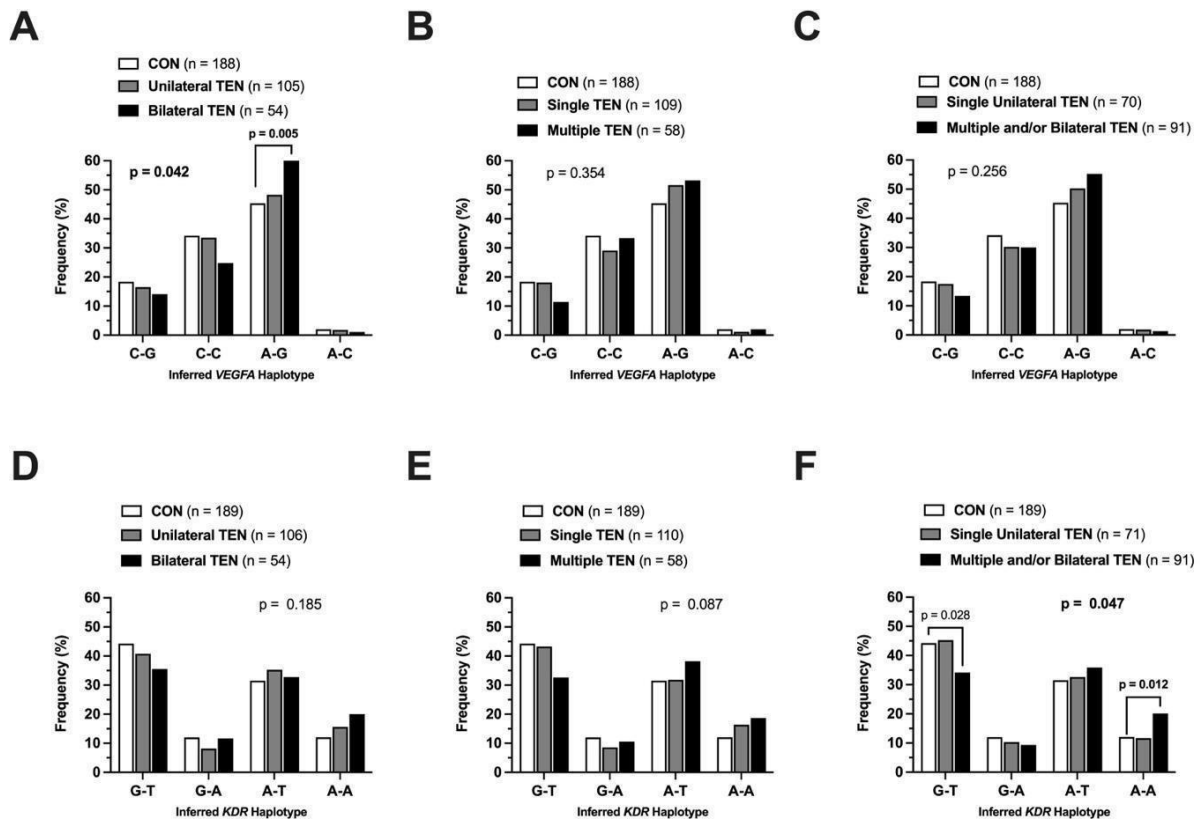 A
CON (n = 188)
Unilateral TEN (n = 105)
Bilateral TEN (n = 54)
p = 0.005
p = 0.042
60
50
40
30
20
10
0
Frequency (%)
C-G C-C A-G A-C
Inferred VEGFA Haplotype
B
CON (n = 188)
Single TEN (n = 109)
Multiple TEN (n = 58)
p = 0.354
60
50
40
30
20
10
0
Frequency (%)
C-G C-C A-G A-C
Inferred VEGFA Haplotype
C
CON (n = 188)
Single Unilateral TEN (n = 70)
Multiple and/or Bilateral TEN (n = 91)
p = 0.256
60
50
40
30
20
10
0
Frequency (%)
C-G C-C A-G A-C
Inferred VEGFA Haplotype
D
CON (n = 189)
Unilateral TEN (n = 106)
Bilateral TEN (n = 54)
p = 0.185
60
50
40
30
20
10
0
Frequency (%)
G-T G-A A-T A-A
Inferred KDR Haplotype
E
CON (n = 189)
Single TEN (n = 110)
Multiple TEN (n = 58)
p = 0.087
60
50
40
30
20
10
0
Frequency (%)
G-T G-A A-T A-A
Inferred KDR Haplotype
F
CON (n = 189)
Single Unilateral TEN (n = 71)
Multiple and/or Bilateral TEN (n = 91)
p = 0.028
p = 0.047
p = 0.012
60
50
40
30
20
10
0
Frequency (%)
G-T G-A A-T A-A
Inferred KDR Haplotype